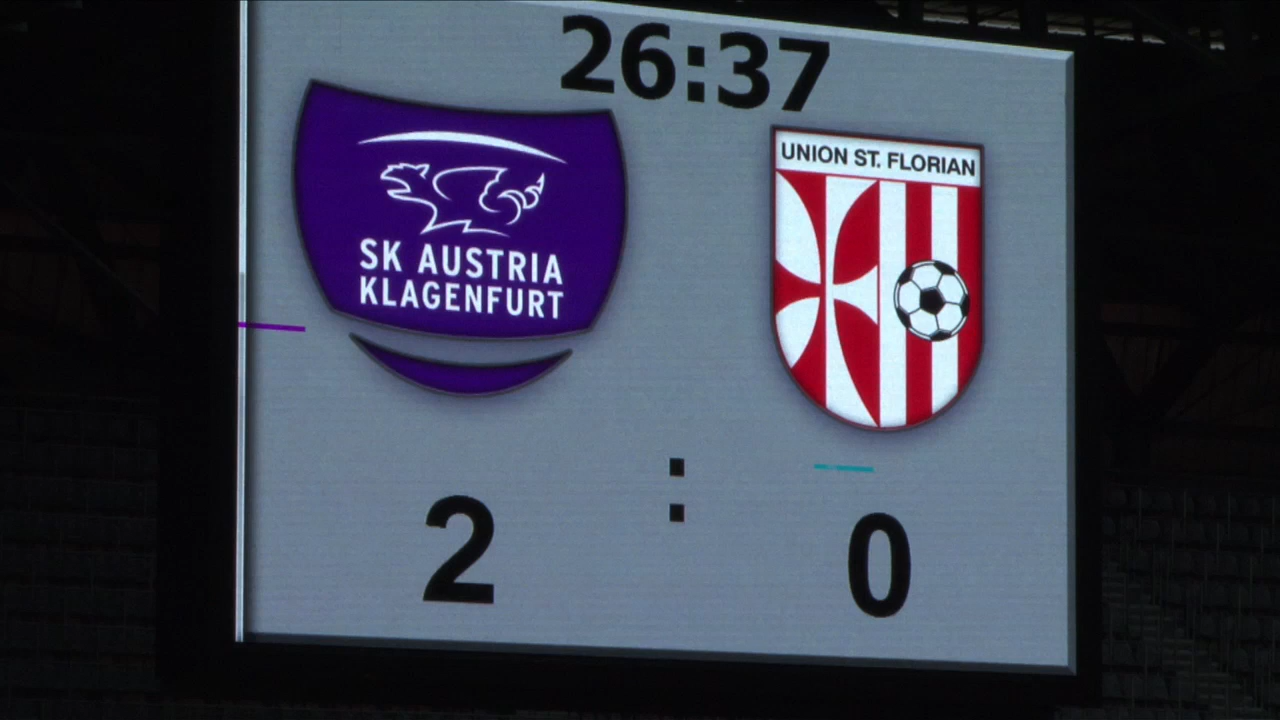 26:37
SK AUSTRIA
KLAGENFURT
UNION ST. FLORIAN
2 : 0